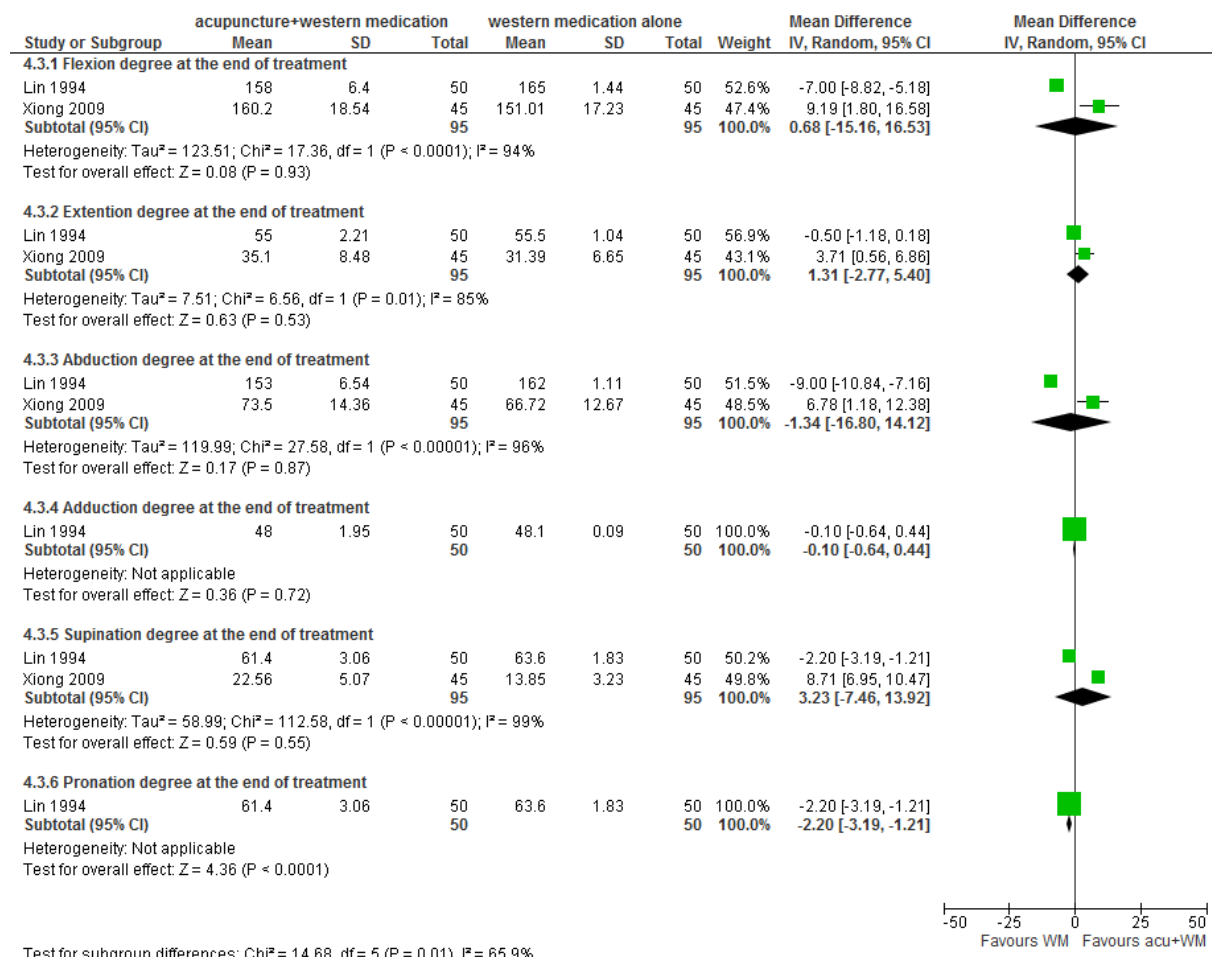 acupuncture+western medication western medication alone Mean Difference Mean Difference
Study or Subgroup Mean SD Total Mean SD Total Weight IV, Random, 95% CI IV, Random, 95% CI
4.3.1 Flexion degree at the end of treatment
Lin 1994 158 6.4 50 165 1.44 50 52.6% -7.00 [-8.82, -5.18]
Xiong 2009 160.2 18.54 45 151.01 17.23 45 47.4% 9.19 [1.80, 16.58]
Subtotal (95% CI) 95 95 100.0% 0.68 [-15.16, 16.53]
Heterogeneity: Tau² = 123.51; Chi² = 17.36, df = 1 (P < 0.0001); I² = 94%
Test for overall effect: Z = 0.08 (P = 0.93)
4.3.2 Extention degree at the end of treatment
Lin 1994 55 2.21 50 55.5 1.04 50 56.9% -0.50 [-1.18, 0.18]
Xiong 2009 35.1 8.48 45 31.39 6.65 45 43.1% 3.71 [0.56, 6.86]
Subtotal (95% CI) 95 95 100.0% 1.31 [-2.77, 5.40]
Heterogeneity: Tau² = 7.51; Chi² = 6.56, df = 1 (P = 0.01); I² = 85%
Test for overall effect: Z = 0.63 (P = 0.53)
4.3.3 Abduction degree at the end of treatment
Lin 1994 153 6.54 50 162 1.11 50 51.5% -9.00 [-10.84, -7.16]
Xiong 2009 73.5 14.36 45 66.72 12.67 45 48.5% 6.78 [1.18, 12.38]
Subtotal (95% CI) 95 95 100.0% -1.34 [-16.80, 14.12]
Heterogeneity: Tau² = 119.99; Chi² = 27.58, df = 1 (P < 0.00001); I² = 96%
Test for overall effect: Z = 0.17 (P = 0.87)
4.3.4 Adduction degree at the end of treatment
Lin 1994 48 1.95 50 48.1 0.09 50 100.0% -0.10 [-0.64, 0.44]
Subtotal (95% CI) 50 50 100.0% -0.10 [-0.64, 0.44]
Heterogeneity: Not applicable
Test for overall effect: Z = 0.36 (P = 0.72)
4.3.5 Supination degree at the end of treatment
Lin 1994 61.4 3.06 50 63.6 1.83 50 50.2% -2.20 [-3.19, -1.21]
Xiong 2009 22.56 5.07 45 13.85 3.23 45 49.8% 8.71 [6.95, 10.47]
Subtotal (95% CI) 95 95 100.0% 3.23 [-7.46, 13.92]
Heterogeneity: Tau² = 58.99; Chi² = 112.58, df = 1 (P < 0.00001); I² = 99%
Test for overall effect: Z = 0.59 (P = 0.55)
4.3.6 Pronation degree at the end of treatment
Lin 1994 61.4 3.06 50 63.6 1.83 50 100.0% -2.20 [-3.19, -1.21]
Subtotal (95% CI) 50 50 100.0% -2.20 [-3.19, -1.21]
Heterogeneity: Not applicable
Test for overall effect: Z = 4.36 (P < 0.0001)
-50 -25 0 25 50
Favours WM Favours acu+WM
Test for subgroup differences: Chi² = 14.68, df = 5 (P = 0.01), I² = 65.9%